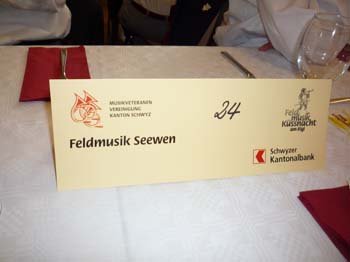 MUSIKVETERANEN
VEREINIGUNG
KANTON SCHWYZ
24
Feldmusik Seewen
Feld
musik
Küssnacht
am Rigi
Schwyzer
Kantonalbank